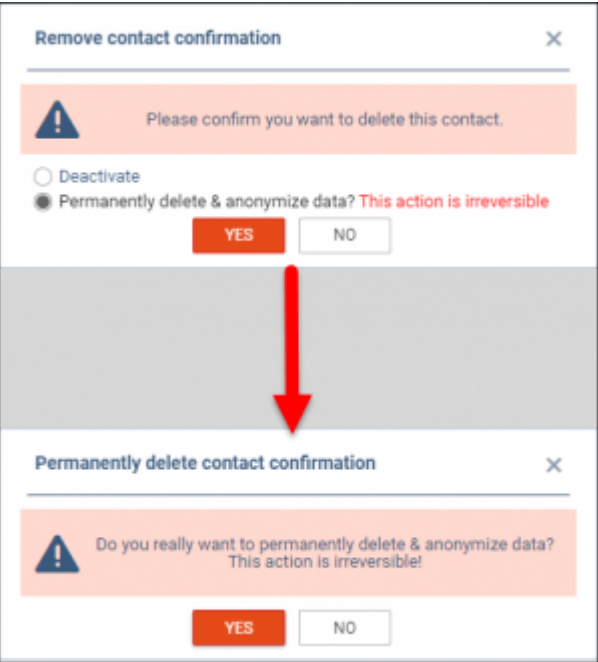 Remove contact confirmation
Please confirm you want to delete this contact.
Deactivate
Permanently delete & anonymize data? This action is irreversible
YES NO
Permanently delete contact confirmation
Do you really want to permanently delete & anonymize data?
This action is irreversible!
YES NO